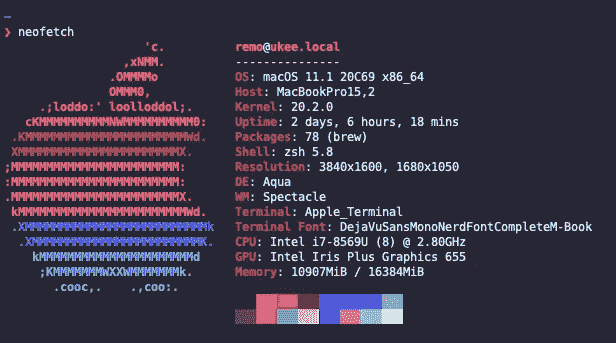 ~
❯ neofetch
'c.
,xNMM.
.OMMMMo
OMMM0,
.;loddo:' loolloddol;.
cKMMMMMMMMMMNWMMMMMMMMMM0:
.KMMMMMMMMMMMMMMMMMMMMMMMWd.
XMMMMMMMMMMMMMMMMMMMMMMMX.
;MMMMMMMMMMMMMMMMMMMMMMMM:
:MMMMMMMMMMMMMMMMMMMMMMMM:
.MMMMMMMMMMMMMMMMMMMMMMMMX.
kMMMMMMMMMMMMMMMMMMMMMMMMWd.
.XMMMMMMMMMMMMMMMMMMMMMMMMMMk
.XMMMMMMMMMMMMMMMMMMMMMMMMK.
kMMMMMMMMMMMMMMMMMMMMMMd
;KMMMMMMMWXXWMMMMMMMk.
.cooc,.    .,coo:.
remo@ukee.local
---------------
OS: macOS 11.1 20C69 x86_64
Host: MacBookPro15,2
Kernel: 20.2.0
Uptime: 2 days, 6 hours, 18 mins
Packages: 78 (brew)
Shell: zsh 5.8
Resolution: 3840x1600, 1680x1050
DE: Aqua
WM: Spectacle
Terminal: Apple_Terminal
Terminal Font: DejaVuSansMonoNerdFontCompleteM-Book
CPU: Intel i7-8569U (8) @ 2.80GHz
GPU: Intel Iris Plus Graphics 655
Memory: 10907MiB / 16384MiB